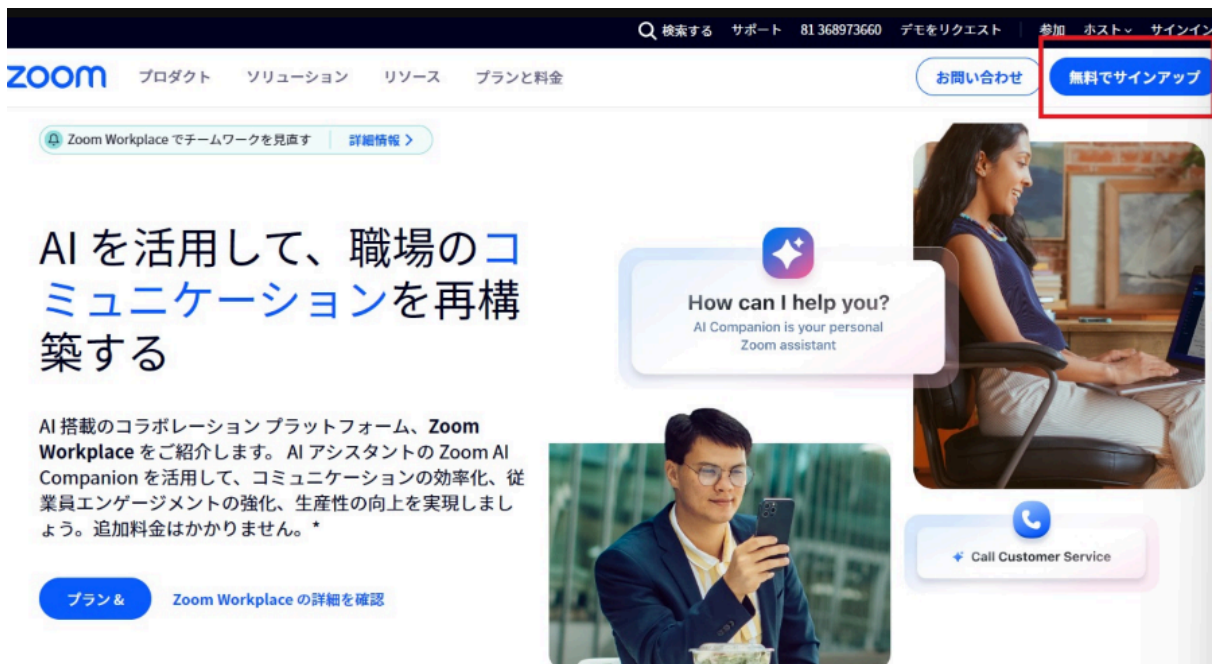 検索する サポート 81 368973660 デモをリクエスト 参加 ホスト サインイン
zoom プロダクト ソリューション リソース プランと料金 お問い合わせ 無料でサインアップ
Zoom Workplace でチームワークを見直す 詳細情報
AI を活用して、職場のコ
ミュニケーションを再構
築する
How can I help you?
AI Companion is your personal
Zoom assistant
AI 搭載のコラボレーション プラットフォーム、Zoom
Workplace をご紹介します。 AI アシスタントの Zoom AI
Companion を活用して、コミュニケーションの効率化、従
業員エンゲージメントの強化、生産性の向上を実現しまし
ょう。追加料金はかかりません。*
Call Customer Service
プラン & Zoom Workplace の詳細を確認